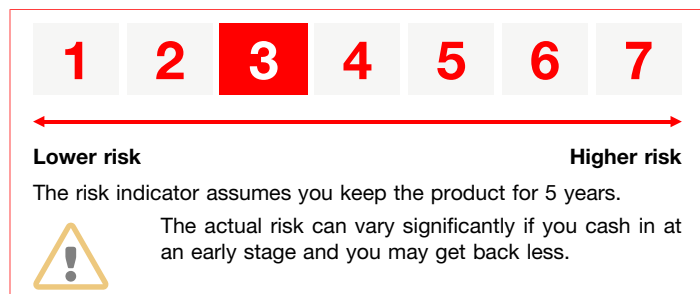 1 2 3 4 5 6 7
Lower risk Higher risk
The risk indicator assumes you keep the product for 5 years.
The actual risk can vary significantly if you cash in at
an early stage and you may get back less.